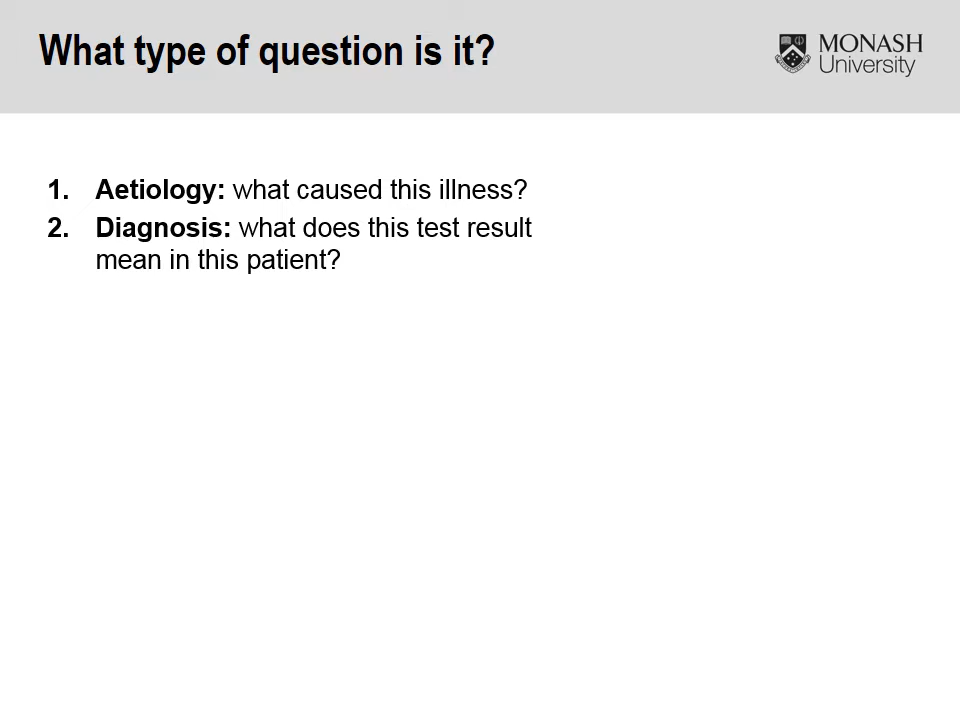 What type of question is it?
MONASH
University
1. Aetiology: what caused this illness?
2. Diagnosis: what does this test result
mean in this patient?